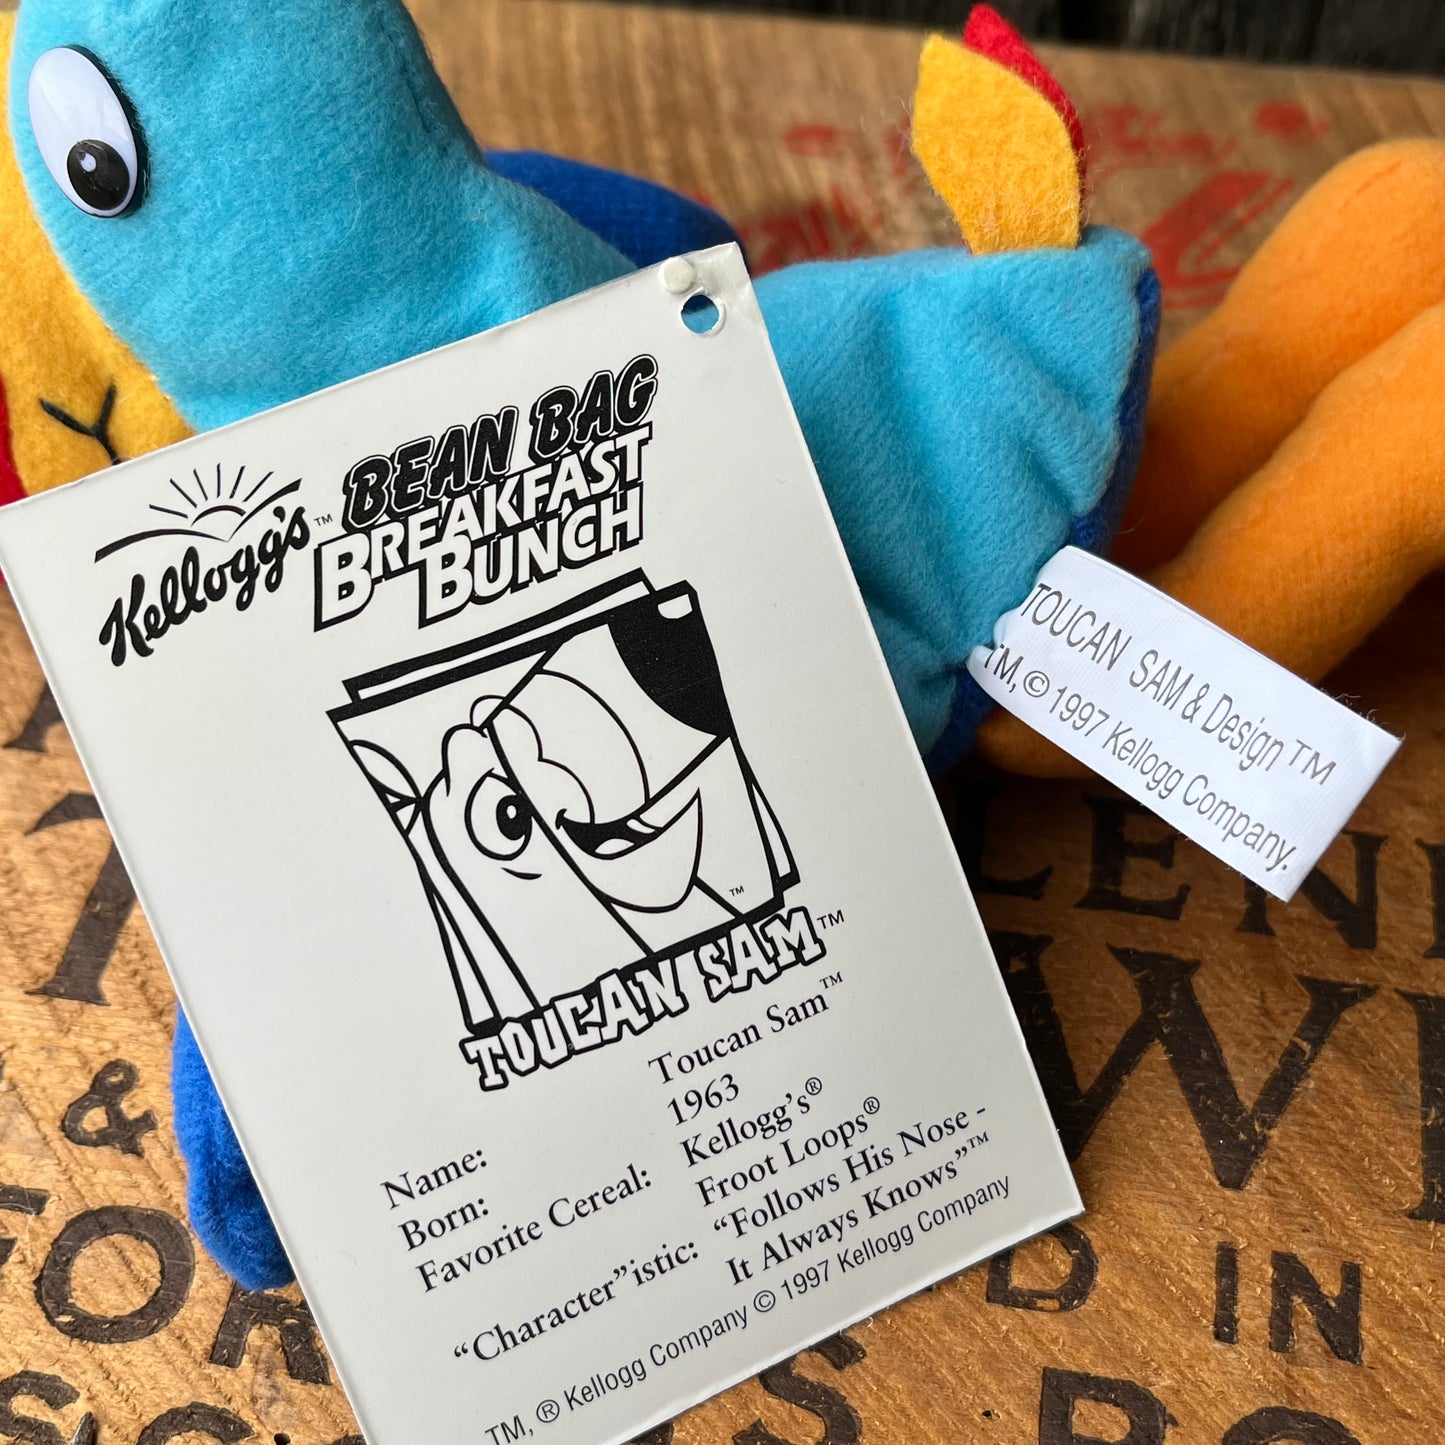 Kellogg's™
BEAN BAG
BREAKFAST
BUNCH
™
TOUCAN SAM™
Name: Toucan Sam™
Born: 1963
Favorite Cereal: Kellogg's®
Froot Loops®
“Character”istic: “Follows His Nose -
It Always Knows”™
TM, ® Kellogg Company © 1997 Kellogg Company
TOUCAN SAM & Design ™
TM, © 1997 Kellogg Company.
&
D IN